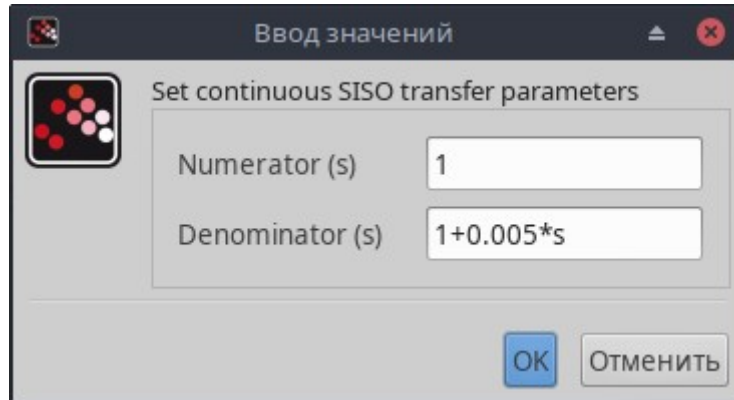 Ввод значений
Set continuous SISO transfer parameters
Numerator (s) 1
Denominator (s) 1+0.005*s
OK Отменить